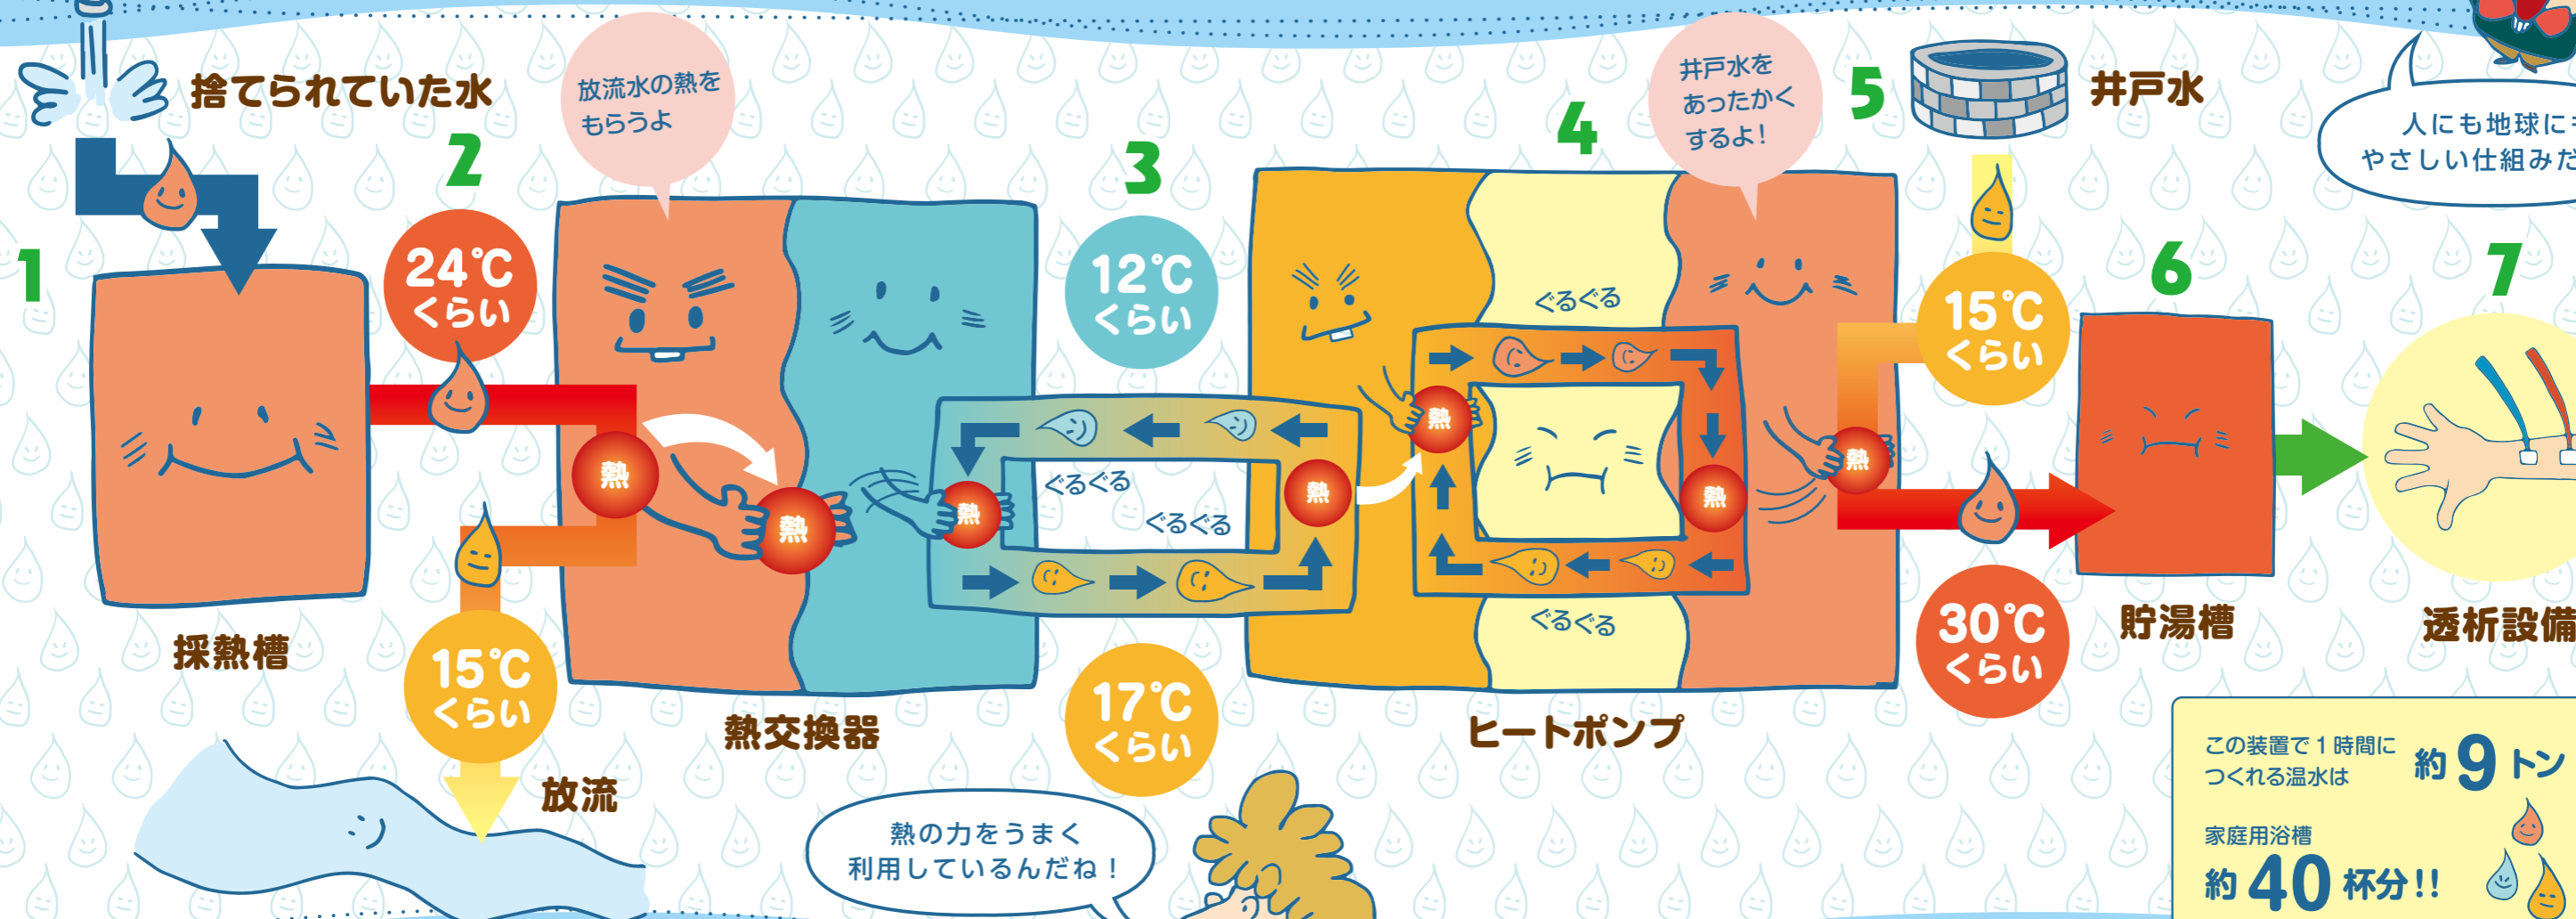 捨てられていた水
放流水の熱を
もらうよ
井戸水を
あったかく
するよ！
井戸水
人にも地球に
やさしい仕組みだ
1
2
3
4
5
6
7
24℃
くらい
12℃
くらい
15℃
くらい
ぐるぐる
熱
熱
熱
熱
熱
熱
熱
ぐるぐる
ぐるぐる
ぐるぐる
採熱槽
15℃
くらい
放流
熱交換器
17℃
くらい
ヒートポンプ
30℃
くらい
貯湯槽
透析設備
熱の力をうまく
利用しているんだね！
この装置で1時間に
つくれる温水は
約9トン
家庭用浴槽
約40杯分!!